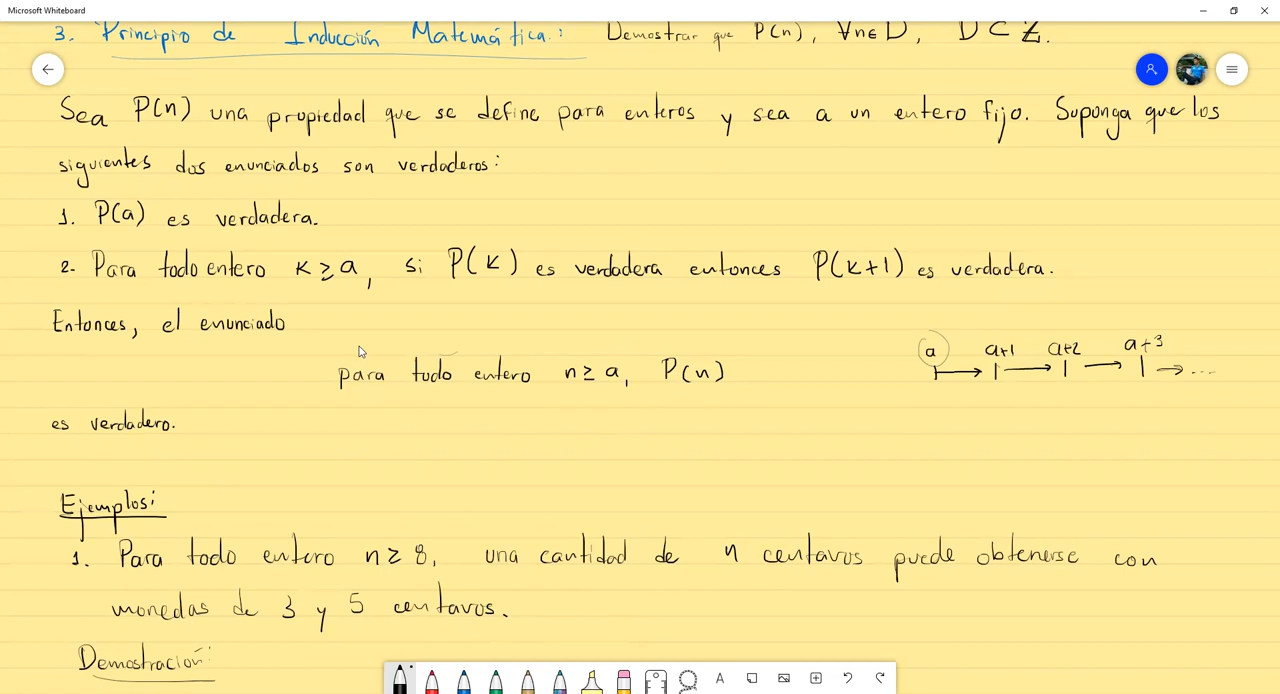 Microsoft Whiteboard
3. Principio de Inducción Matemática: Demostrar que P(n), ∀n∈D, D⊂Z.
Sea P(n) una propiedad que se define para enteros y sea a un entero fijo. Suponga que los
siguientes dos enunciados son verdaderos:
1. P(a) es verdadera.
2. Para todo entero k≥a, si P(k) es verdadera entonces P(k+1) es verdadera.
Entonces, el enunciado
para todo entero n≥a, P(n)
a a+1 a+2 a+3 ...
es verdadero.
Ejemplos:
1. Para todo entero n≥8, una cantidad de n centavos puede obtenerse con
monedas de 3 y 5 centavos.
Demostración:
A